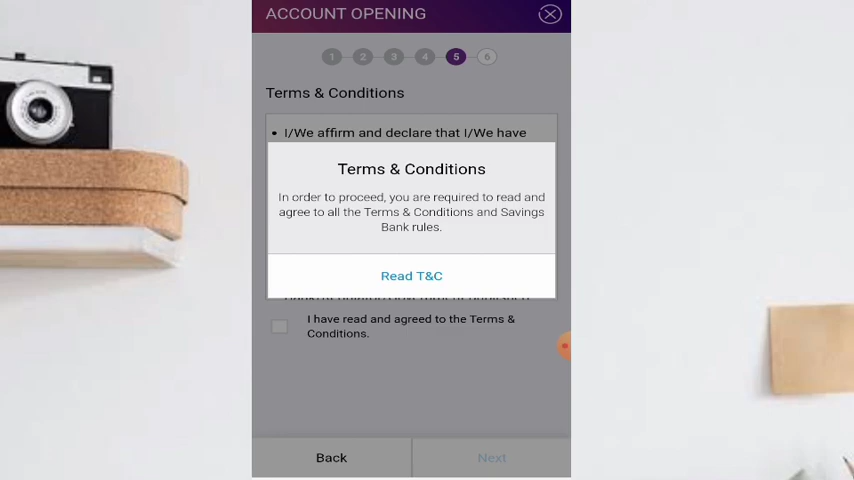 ACCOUNT OPENING
1 2 3 4 5 6
Terms & Conditions
• I/We affirm and declare that I/We have
Terms & Conditions
In order to proceed, you are required to read and
agree to all the Terms & Conditions and Savings
Bank rules.
Read T&C
I have read and agreed to the Terms &
Conditions.
Back
Next